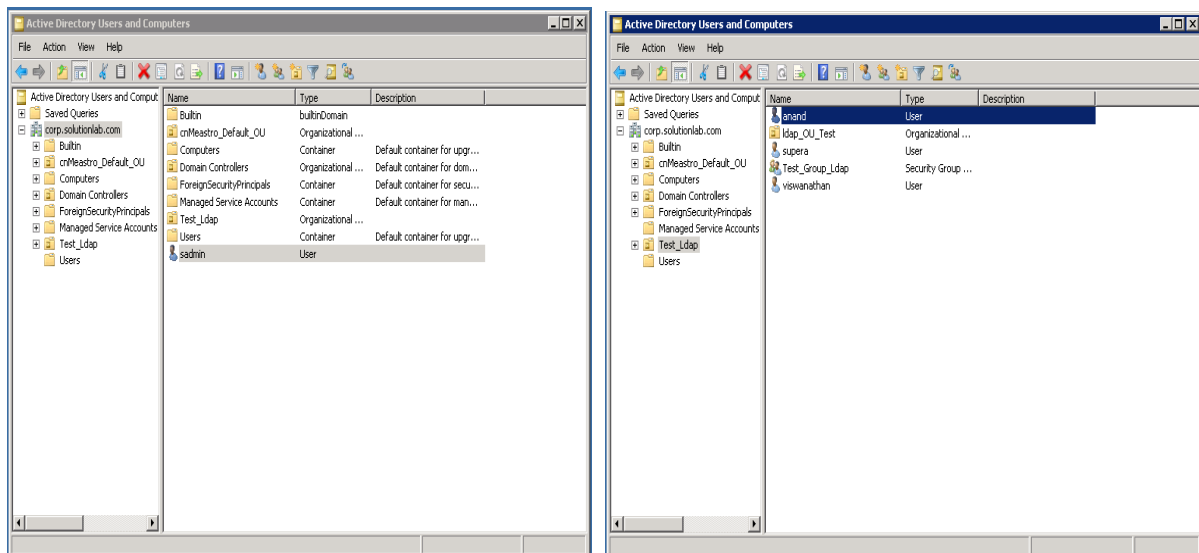 Active Directory Users and Computers
File Action View Help
Active Directory Users and Comput
Saved Queries
corp.solutionlab.com
Builtin
cnMeastro_Default_OU
Computers
Domain Controllers
ForeignSecurityPrincipals
Managed Service Accounts
Test_Ldap
Users
Name Type Description
Builtin builtinDomain
cnMeastro_Default_OU Organizational ...
Computers Container Default container for upgr...
Domain Controllers Organizational ... Default container for dom...
ForeignSecurityPrincipals Container Default container for secu...
Managed Service Accounts Container Default container for man...
Test_Ldap Organizational ...
Users Container Default container for upgr...
sadmin User
Active Directory Users and Computers
File Action View Help
Active Directory Users and Comput
Saved Queries
corp.solutionlab.com
Builtin
cnMeastro_Default_OU
Computers
Domain Controllers
ForeignSecurityPrincipals
Managed Service Accounts
Test_Ldap
Users
Name Type Description
anand User
ldap_OU_Test Organizational ...
supera User
Test_Group_Ldap Security Group ...
viswanathan User